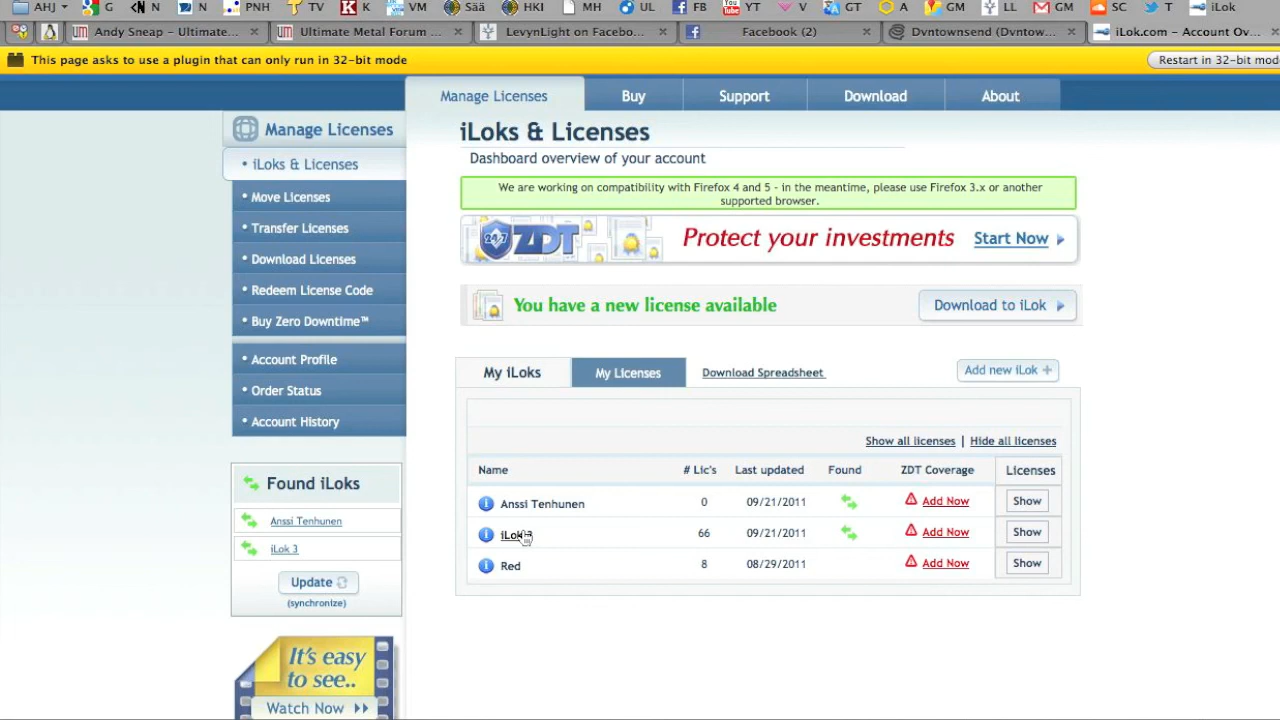 AHJ G N N PNH TV K VM Sää HKI MH UL FB YT V GT A GM LL GM SC T iLok
Andy Sneap - Ultimate... Ultimate Metal Forum ... LevynLight on Facebo... Facebook (2) Dvntownsend (Dvntow... iLok.com - Account Ov...
This page asks to use a plugin that can only run in 32-bit mode
Restart in 32-bit mod
Manage Licenses Buy Support Download About
Manage Licenses
• iLoks & Licenses
• Move Licenses
• Transfer Licenses
• Download Licenses
• Redeem License Code
• Buy Zero Downtime™
• Account Profile
• Order Status
• Account History
Found iLoks
Anssi Tenhunen
iLok 3
Update
(synchronize)
It's easy
to see..
Watch Now
iLoks & Licenses
Dashboard overview of your account
We are working on compatibility with Firefox 4 and 5 - in the meantime, please use Firefox 3.x or another
supported browser.
24/7 ZDT Protect your investments Start Now
You have a new license available Download to iLok
My iLoks My Licenses Download Spreadsheet Add new iLok +
Show all licenses | Hide all licenses
Name # Lic's Last updated Found ZDT Coverage Licenses
Anssi Tenhunen 0 09/21/2011 Add Now Show
iLok 3 66 09/21/2011 Add Now Show
Red 8 08/29/2011 Add Now Show